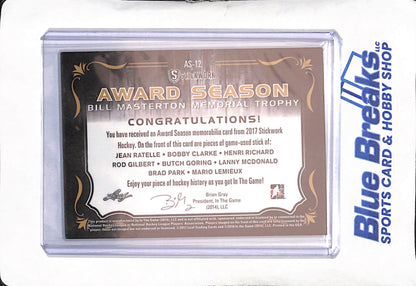 AS-12
STICKWORK
AWARD SEASON
BILL MASTERTON MEMORIAL TROPHY
CONGRATULATIONS!
You have received an Award Season memorabilia card from 2017 Stickwork
Hockey. On the front of this card are pieces of game-used stick of:
JEAN RATELLE • BOBBY CLARKE • HENRI RICHARD
ROD GILBERT • BUTCH GORING • LANNY MCDONALD
BRAD PARK • MARIO LEMIEUX
Enjoy your piece of hockey history as you get In The Game!
Leaf
Brian Gray
President, In The Game
(2014), LLC
Blue Breaks LLC
SPORTS CARD & HOBBY SHOP